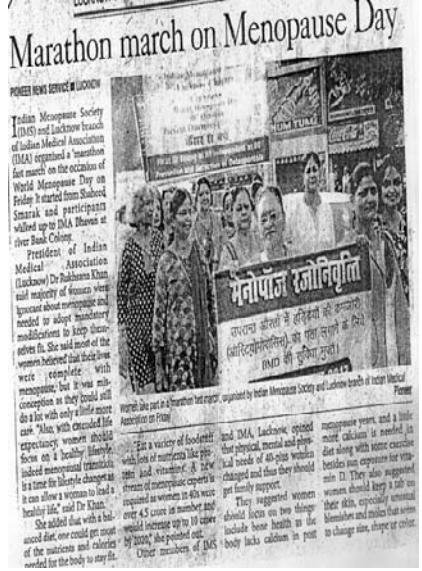 Marathon march on Menopause Day
PIONEER NEWS SERVICE ■ LUCKNOW
Indian Menopause Society
(IMS) and Lucknow branch
of Indian Medical Association
(IMA) organised a 'marathon
fast march on the occasion of
World Menopause Day on
Friday. It started from Shaheed
Smarak and participants
walked up to IMA Bhawan at
river Bank Colony.
President of Indian
Medical Association
(Lucknow) Dr Rukhsana Khan
said majority of women were
ignorant about menopause and
needed to adopt mandatory
modifications to keep them-
selves fit. She said most of the
women believed that their lives
were complete with
menopause, but it was mis-
conception as they could still
do a lot with only a little more
care. "Also, with extended life
expectancy, women should
focus on a healthy lifestyle,
indeed menopausal transition
is a time for lifestyle changes as
it can allow a woman to lead a
healthy life," said Dr Khan.
She added that with a bal-
anced diet, one could get most
of the nutrients and calories
needed for the body to stay fit.
HUM TUM
मैनोपॉज रजोनिवृत्ति
उपरान्त औरतों में हड्डियों की कमजोरी
(ऑस्टियोपोरोसिस) का पता लगाने के लिये
BMD की सुविधा मुफ्त।
Women take part in a 'marathon fast march', organised by Indian Menopause Society and Lucknow branch of Indian Medical
Association on Friday
Pioneer
"Eat a variety of foodstuff
with lots of nutrients like pro-
tein and vitamins. A new
stream of menopause experts is
required as women in 40s were
over 4.5 crore in number and
would increase up to 10 crore
by 2020," she pointed out.
Other members of IMS
and IMA, Lucknow, opined
that physical, mental and phys-
ical needs of 40-plus women
changed and thus they should
get family support.
They suggested women
should focus on two things
include bone health as the
body lacks calcium in post
menopause years, and a little
more calcium is needed in
diet along with some exercise
besides sun exposure for vita-
min D. They also suggested
women should keep a tab on
their skin, especially unusual
blemishes and moles that seem
to change size, shape or color.